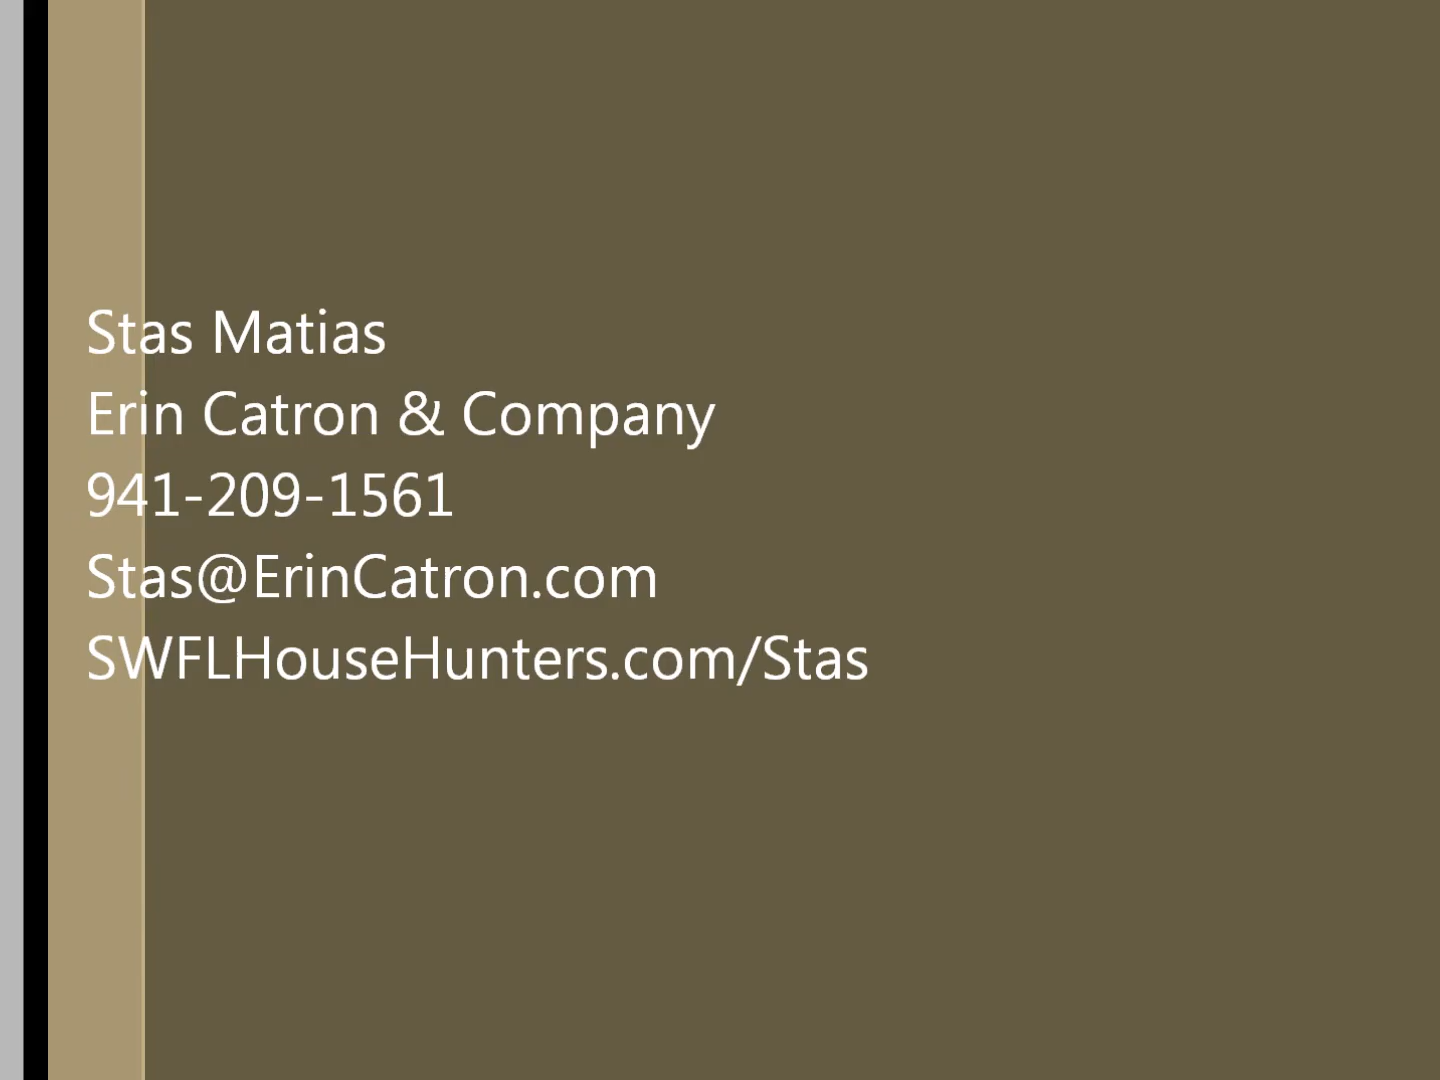 Stas Matias
Erin Catron & Company
941-209-1561
Stas@ErinCatron.com
SWFLHouseHunters.com/Stas